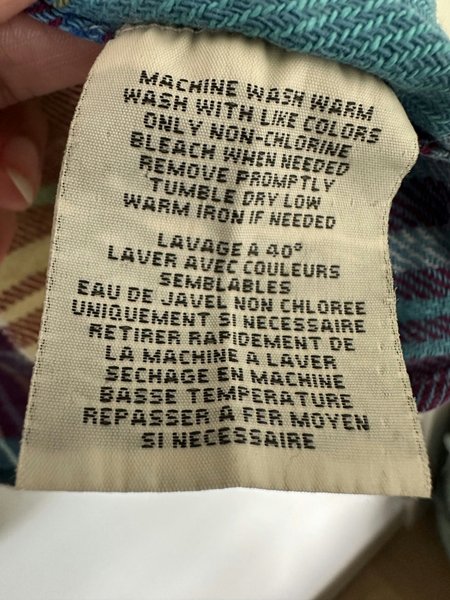 MACHINE WASH WARM
WASH WITH LIKE COLORS
ONLY NON-CHLORINE
BLEACH WHEN NEEDED
REMOVE PROMPTLY
TUMBLE DRY LOW
WARM IRON IF NEEDED
LAVAGE A 40°
LAVER AVEC COULEURS
SEMBLABLES
EAU DE JAVEL NON CHLOREE
UNIQUEMENT SI NECESSAIRE
RETIRER RAPIDEMENT DE
LA MACHINE A LAVER
SECHAGE EN MACHINE
BASSE TEMPERATURE
REPASSER A FER MOYEN
SI NECESSAIRE